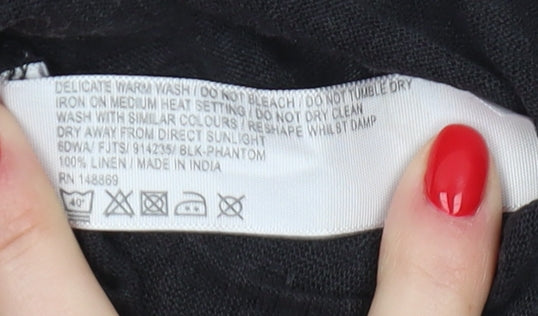 DELICATE WARM WASH / DO NOT BLEACH / DO NOT TUMBLE DRY
IRON ON MEDIUM HEAT SETTING / DO NOT DRY CLEAN
WASH WITH SIMILAR COLOURS / RESHAPE WHILST DAMP
DRY AWAY FROM DIRECT SUNLIGHT
6DWA/ FJTS/ 914235/ BLK-PHANTOM
100% LINEN / MADE IN INDIA
RN 148869
40°